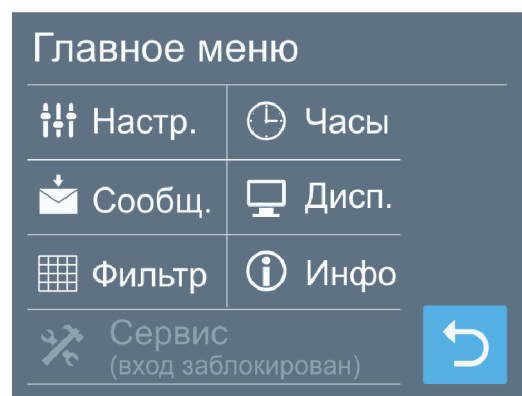 Главное меню
Настр.
Часы
Сообщ.
Дисп.
Фильтр
Инфо
Сервис
(вход заблокирован)